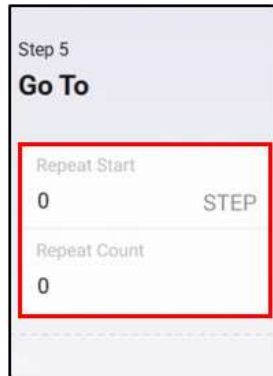 Step 5
Go To
Repeat Start
0 STEP
Repeat Count
0